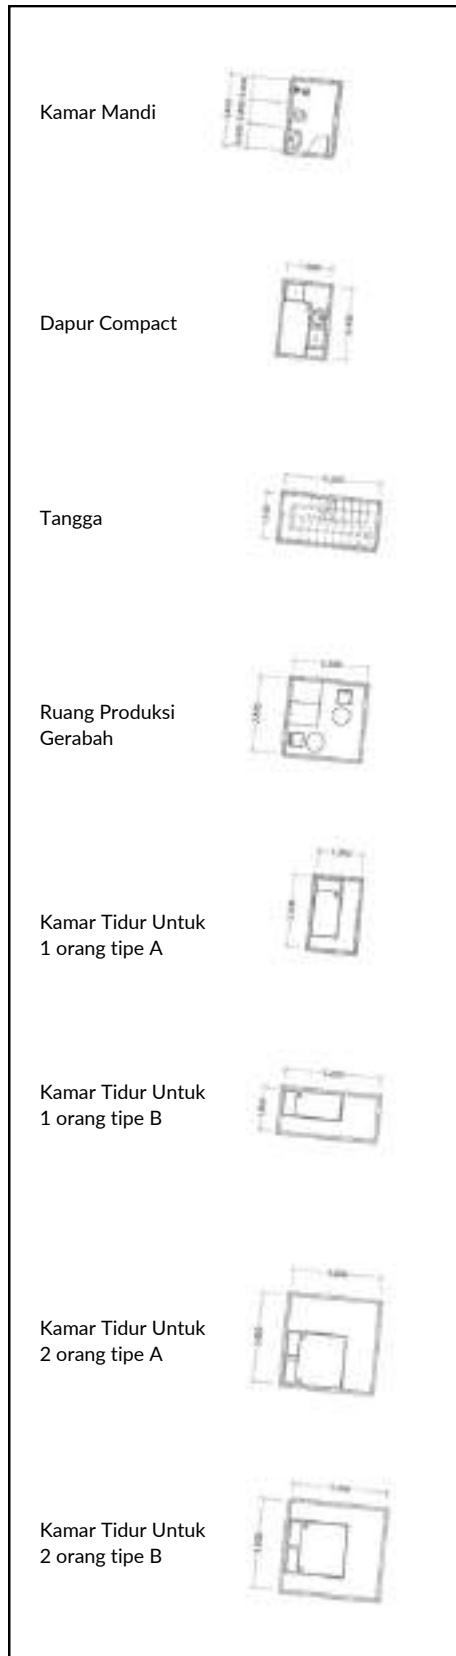 Kamar Mandi
Dapur Compact
Tangga
Ruang Produksi
Gerabah
Kamar Tidur Untuk
1 orang tipe A
Kamar Tidur Untuk
1 orang tipe B
Kamar Tidur Untuk
2 orang tipe A
Kamar Tidur Untuk
2 orang tipe B